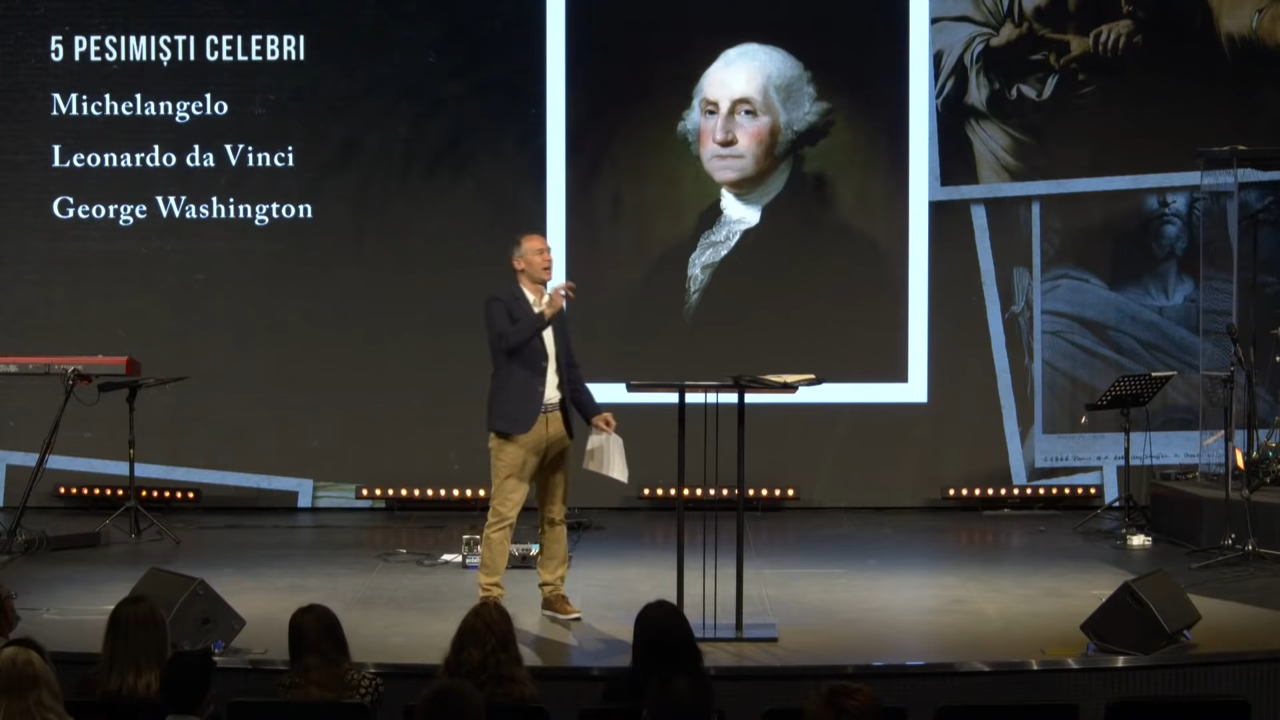 5 PESIMIȘTI CELEBRI
Michelangelo
Leonardo da Vinci
George Washington